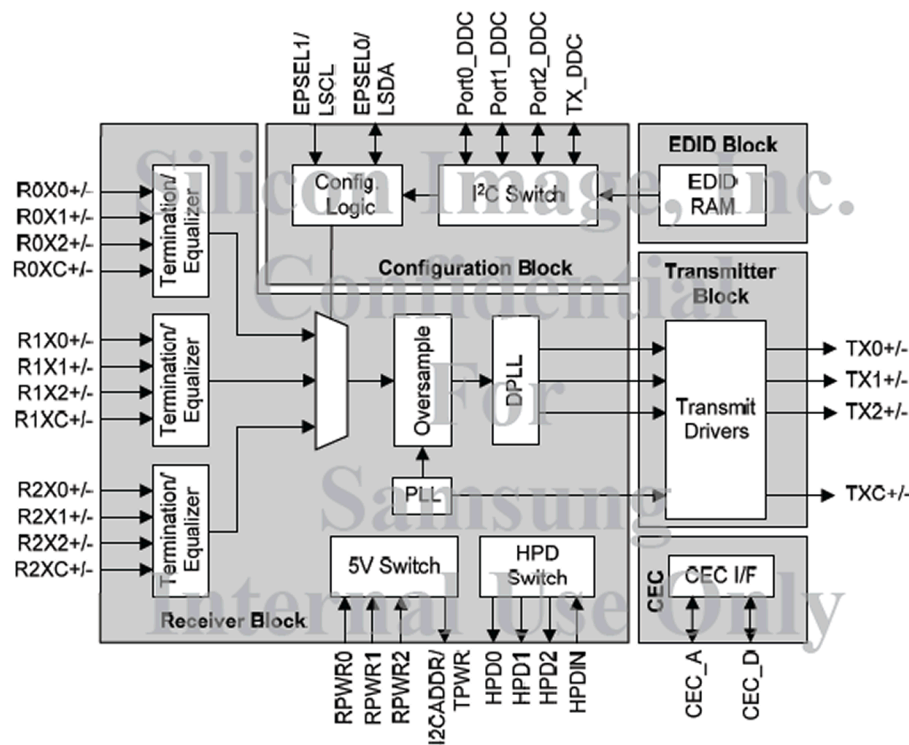 EPSEL1/
LSCL
EPSEL0/
LSDA
Port0_DDC
Port1_DDC
Port2_DDC
TX_DDC
Silicon Image, Inc.
Confidential
For
Samsung
Internal Use Only
R0X0+/-
R0X1+/-
R0X2+/-
R0XC+/-
Termination/
Equalizer
Config.
Logic
I²C Switch
Configuration Block
EDID Block
EDID
RAM
R1X0+/-
R1X1+/-
R1X2+/-
R1XC+/-
Termination/
Equalizer
Oversample
DPLL
PLL
Transmitter
Block
Transmit
Drivers
TX0+/-
TX1+/-
TX2+/-
TXC+/-
R2X0+/-
R2X1+/-
R2X2+/-
R2XC+/-
Termination/
Equalizer
Receiver Block
5V Switch
HPD
Switch
CEC
CEC I/F
RPWR0
RPWR1
RPWR2
I2CADDR/
TPWR
HPD0
HPD1
HPD2
HPDIN
CEC_A
CEC_D